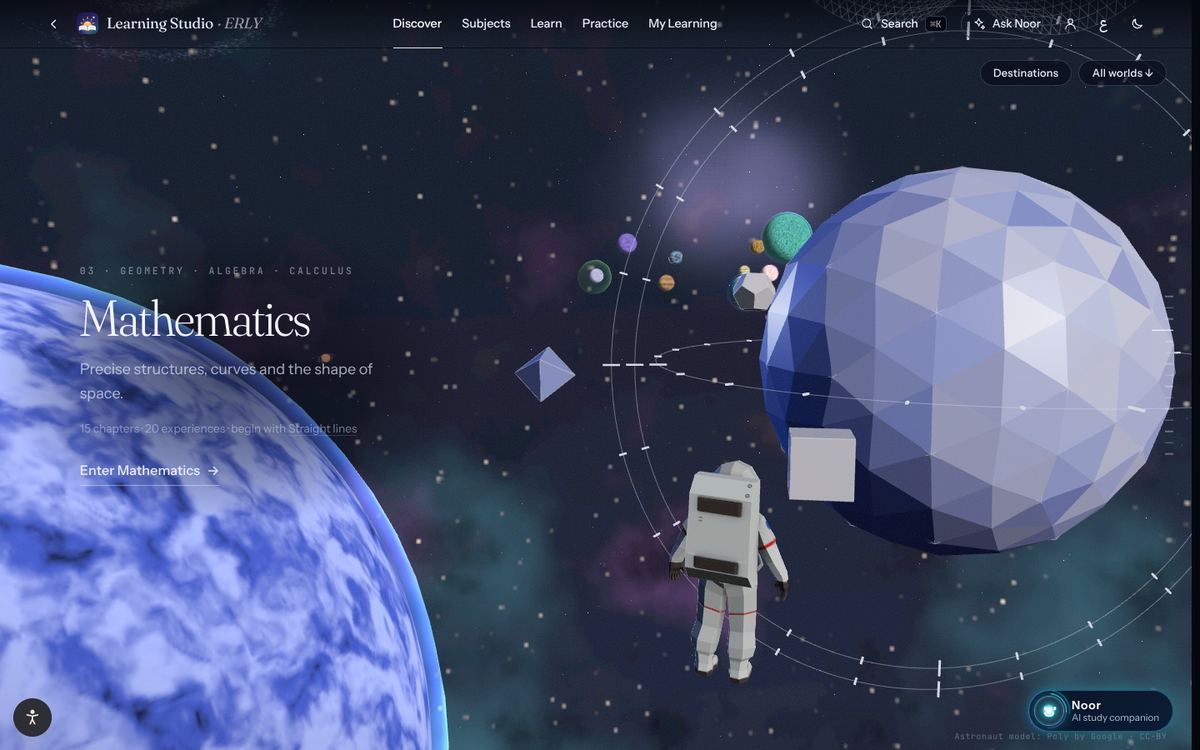 Learning Studio · ERLY
Discover
Subjects
Learn
Practice
My Learning
Search
⌘K
Ask Noor
ع
Destinations
All worlds ↓
03 · GEOMETRY · ALGEBRA · CALCULUS
Mathematics
Precise structures, curves and the shape of
space.
15 chapters·20 experiences·begin with Straight lines
Enter Mathematics →
Noor
AI study companion
Astronaut model: Poly by Google · CC-BY